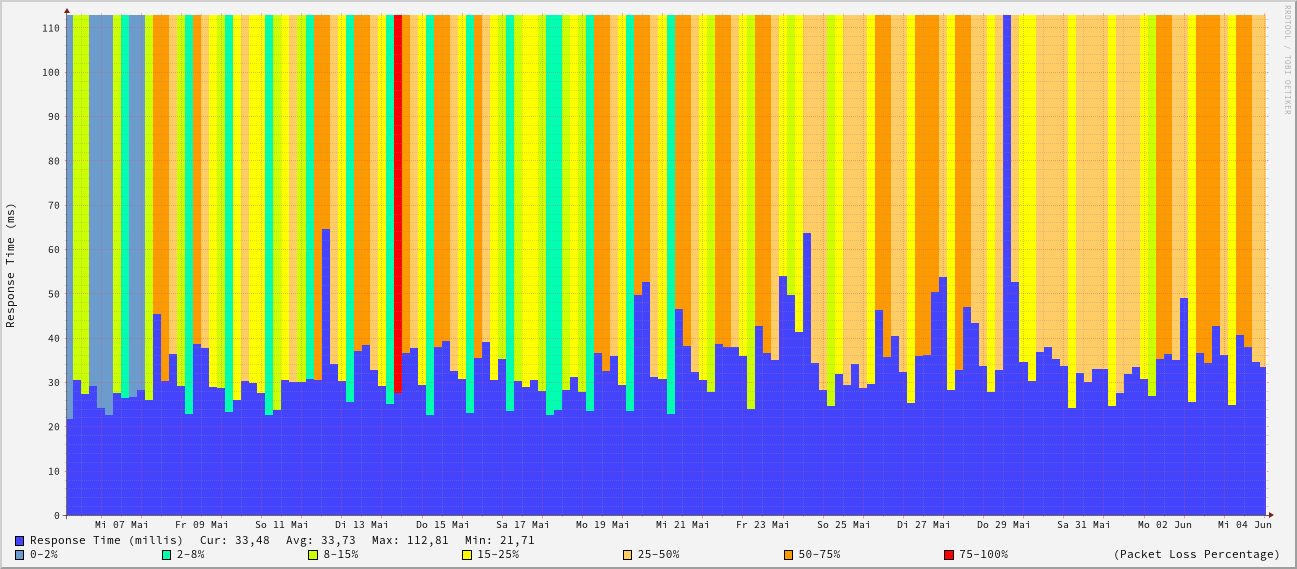 RRDTOOL / TOBI OETIKER
Response Time (ms)
110
100
90
80
70
60
50
40
30
20
10
0
Mi 07 Mai Fr 09 Mai So 11 Mai Di 13 Mai Do 15 Mai Sa 17 Mai Mo 19 Mai Mi 21 Mai Fr 23 Mai So 25 Mai Di 27 Mai Do 29 Mai Sa 31 Mai Mo 02 Jun Mi 04 Jun
Response Time (millis) Cur: 33,48 Avg: 33,73 Max: 112,81 Min: 21,71
0-2% 2-8% 8-15% 15-25% 25-50% 50-75% 75-100% (Packet Loss Percentage)